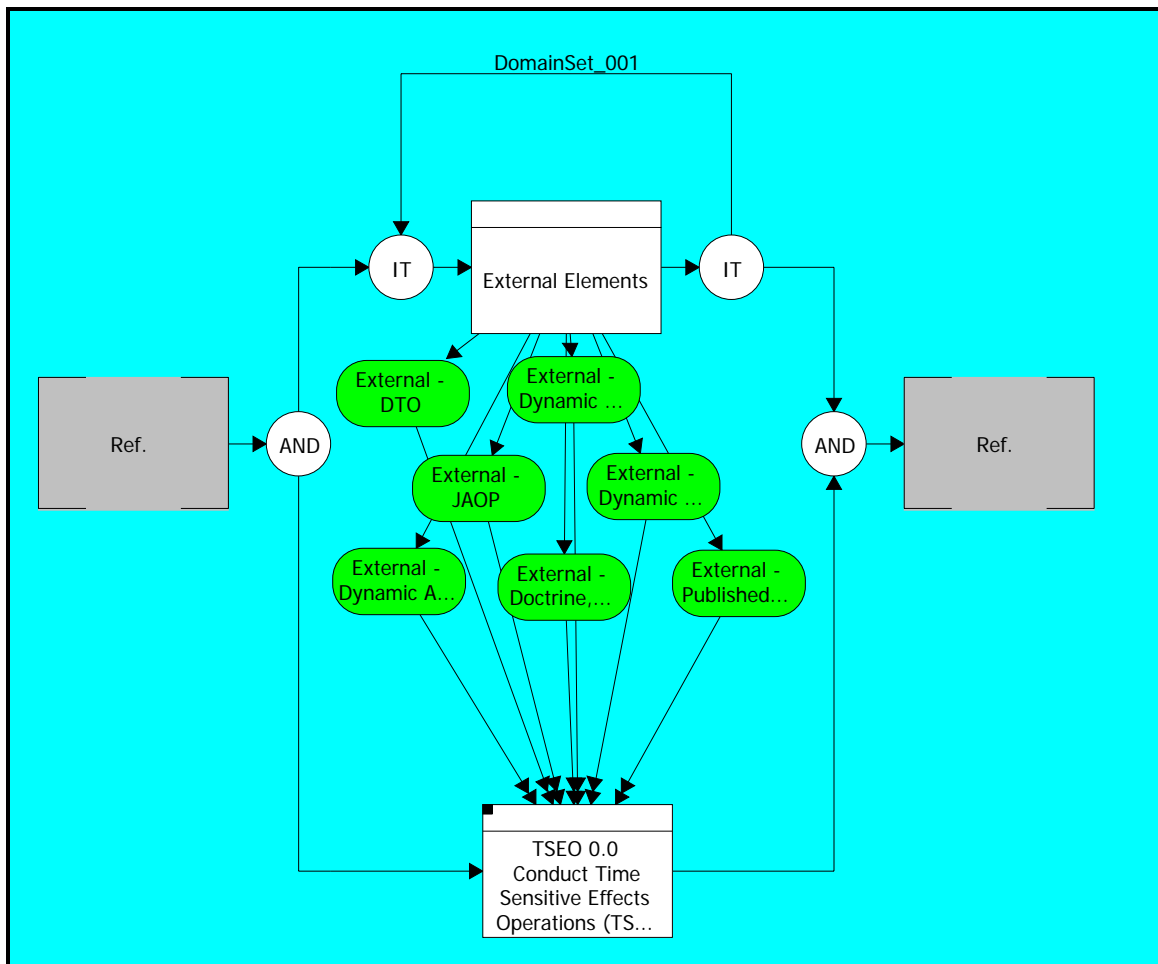 DomainSet_001
IT
External Elements
IT
External -
DTO
External -
Dynamic ...
Ref.
AND
External -
JAOP
External -
Dynamic ...
AND
Ref.
External -
Dynamic A...
External -
Doctrine,...
External -
Published...
TSEO 0.0
Conduct Time
Sensitive Effects
Operations (TS...